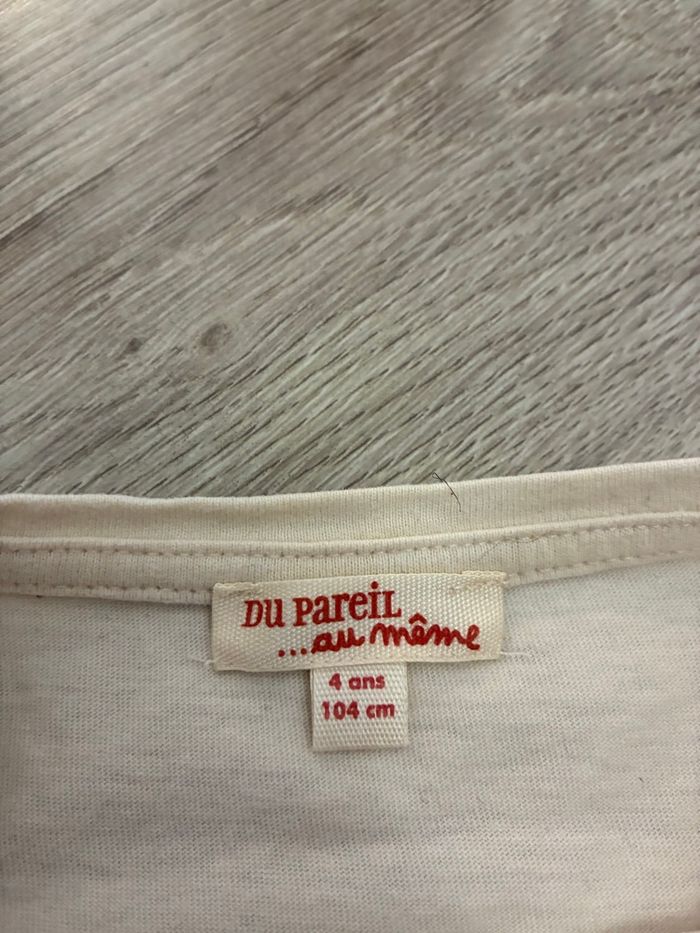 DU PAREIL
...au même
4 ans
104 cm